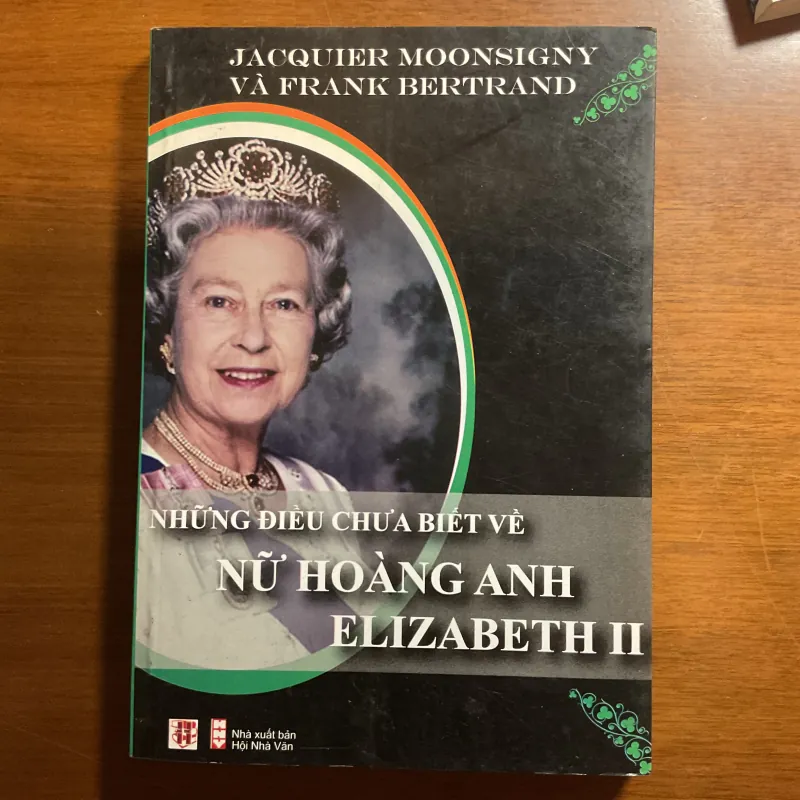 JACQUIER MOONSIGNY
VÀ FRANK BERTRAND
NHỮNG ĐIỀU CHƯA BIẾT VỀ
NỮ HOÀNG ANH
ELIZABETH II
HNV
Nhà xuất bản
Hội Nhà Văn